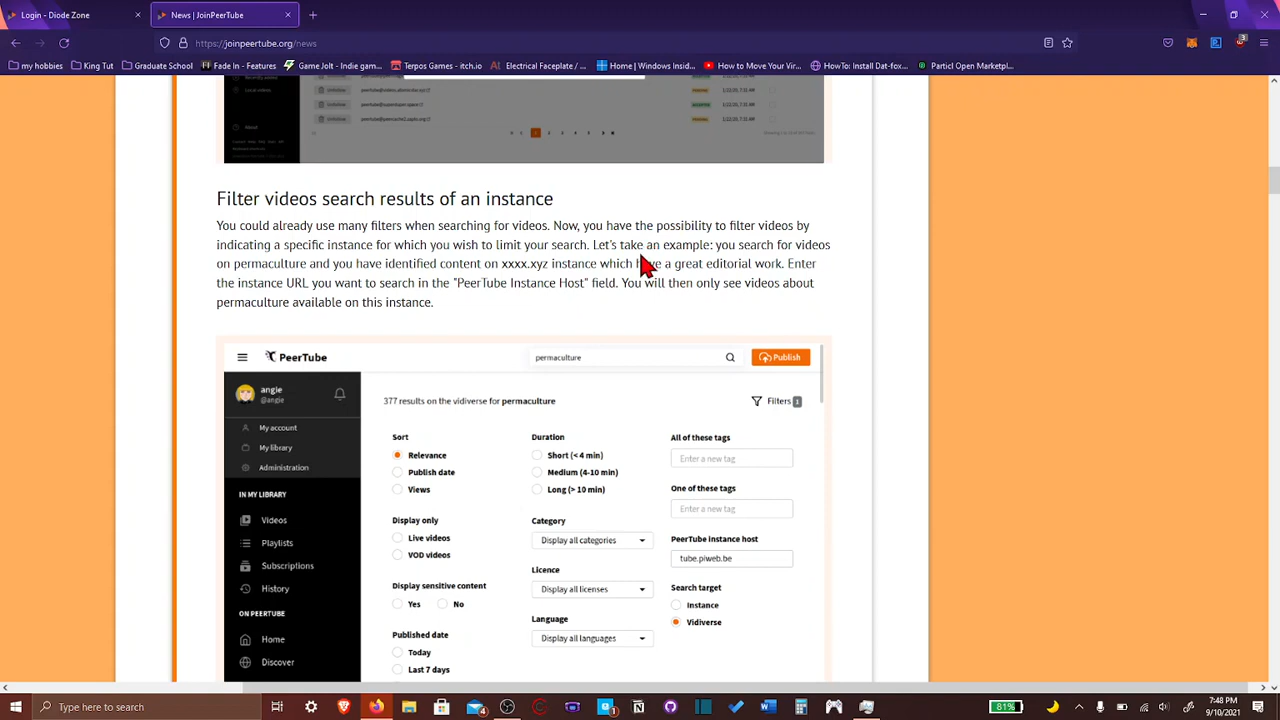 Login - Diode Zone
News | JoinPeerTube
https://joinpeertube.org/news
my hobbies King Tut Graduate School Fade In - Features Game Jolt - Indie gam... Terpos Games - itch.io Electrical Faceplate /... Home | Windows Insid... How to Move Your Vir... HowTo: Install Dat-fox... Particl Open Marketpl...
Local videos
About
Filter videos search results of an instance
You could already use many filters when searching for videos. Now, you have the possibility to filter videos by
indicating a specific instance for which you wish to limit your search. Let's take an example: you search for videos
on permaculture and you have identified content on xxxx.xyz instance which have a great editorial work. Enter
the instance URL you want to search in the "PeerTube Instance Host" field. You will then only see videos about
permaculture available on this instance.
PeerTube permaculture Publish
angie
@angie
377 results on the vidiverse for permaculture Filters 1
My account
My library
Administration
IN MY LIBRARY
Videos
Playlists
Subscriptions
History
ON PEERTUBE
Home
Discover
Sort
Relevance
Publish date
Views
Display only
Live videos
VOD videos
Display sensitive content
Yes No
Published date
Today
Last 7 days
Duration
Short (< 4 min)
Medium (4-10 min)
Long (> 10 min)
Category
Display all categories
Licence
Display all licenses
Language
Display all languages
All of these tags
Enter a new tag
One of these tags
Enter a new tag
PeerTube instance host
tube.piweb.be
Search target
Instance
Vidiverse
Type here to search
81%
7:48 PM
9/10/2021